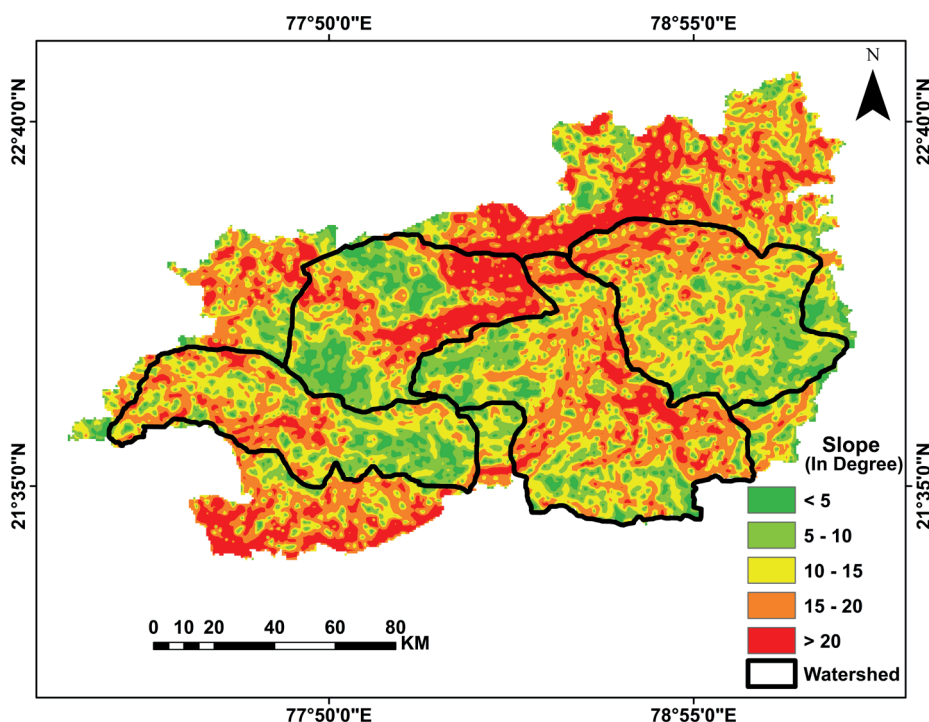 77°50'0"E 78°55'0"E
N
22°40'0"N 22°40'0"N
21°35'0"N 21°35'0"N
Slope
(In Degree)
< 5
5 - 10
10 - 15
15 - 20
> 20
Watershed
0 10 20 40 60 80
KM
77°50'0"E 78°55'0"E